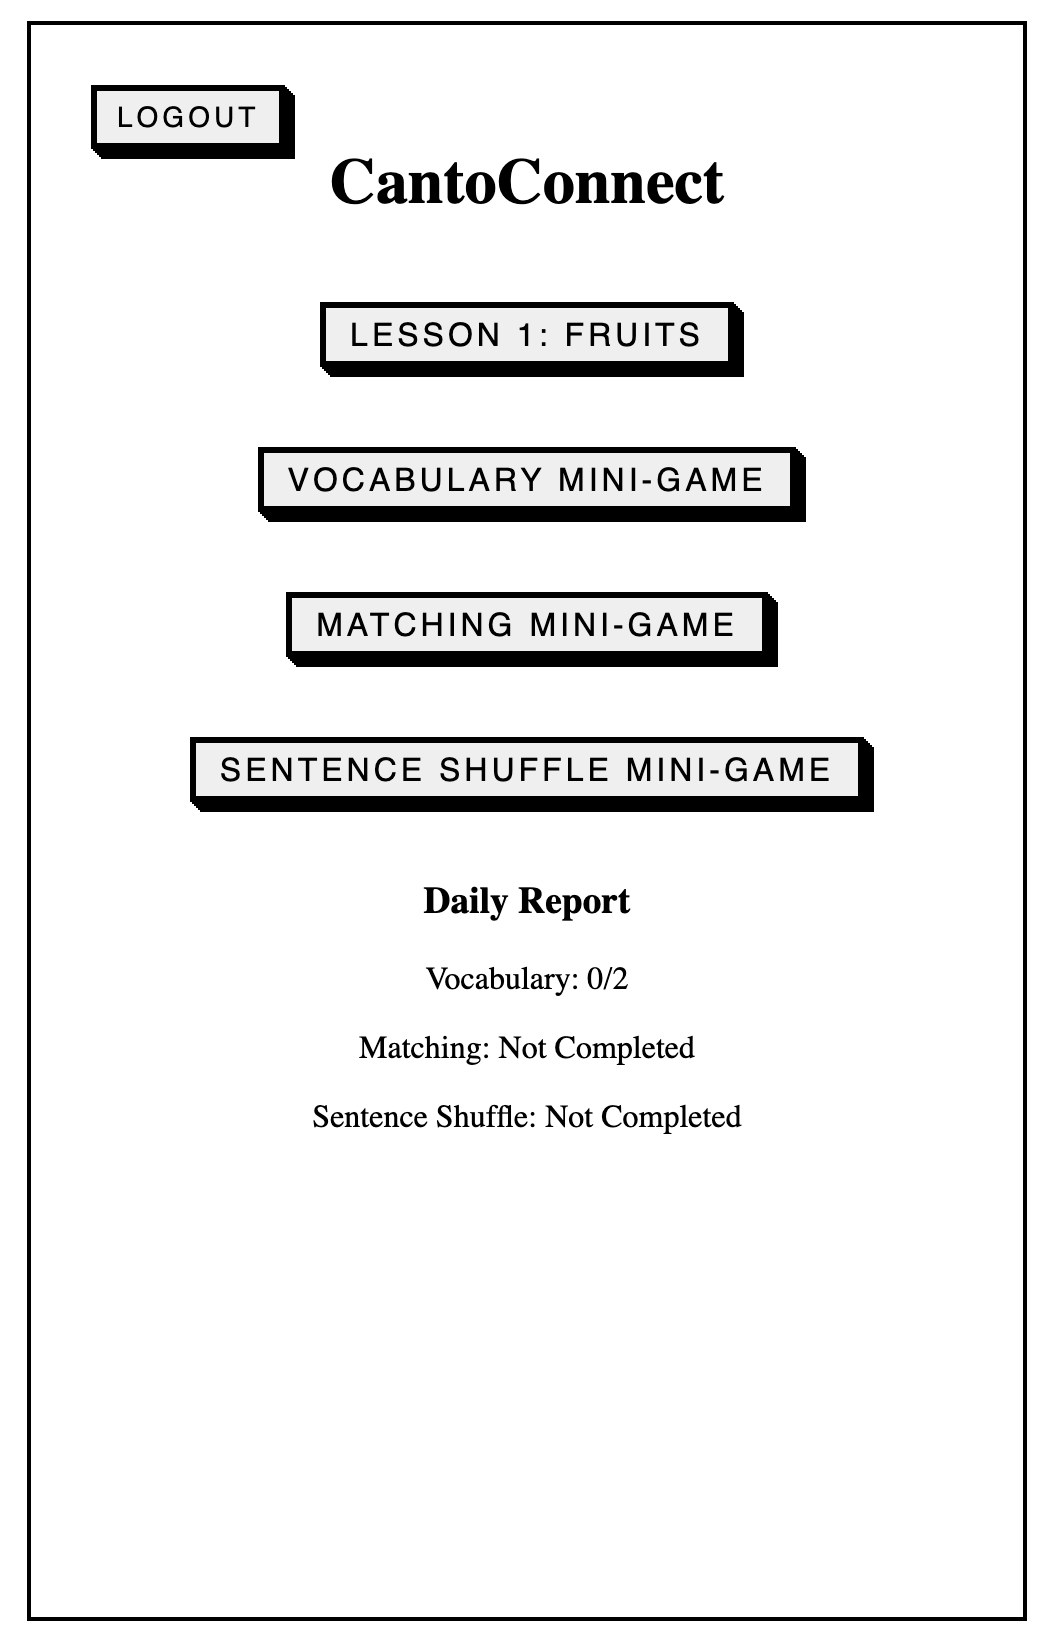 LOGOUT
CantoConnect
LESSON 1: FRUITS
VOCABULARY MINI-GAME
MATCHING MINI-GAME
SENTENCE SHUFFLE MINI-GAME
Daily Report
Vocabulary: 0/2
Matching: Not Completed
Sentence Shuffle: Not Completed